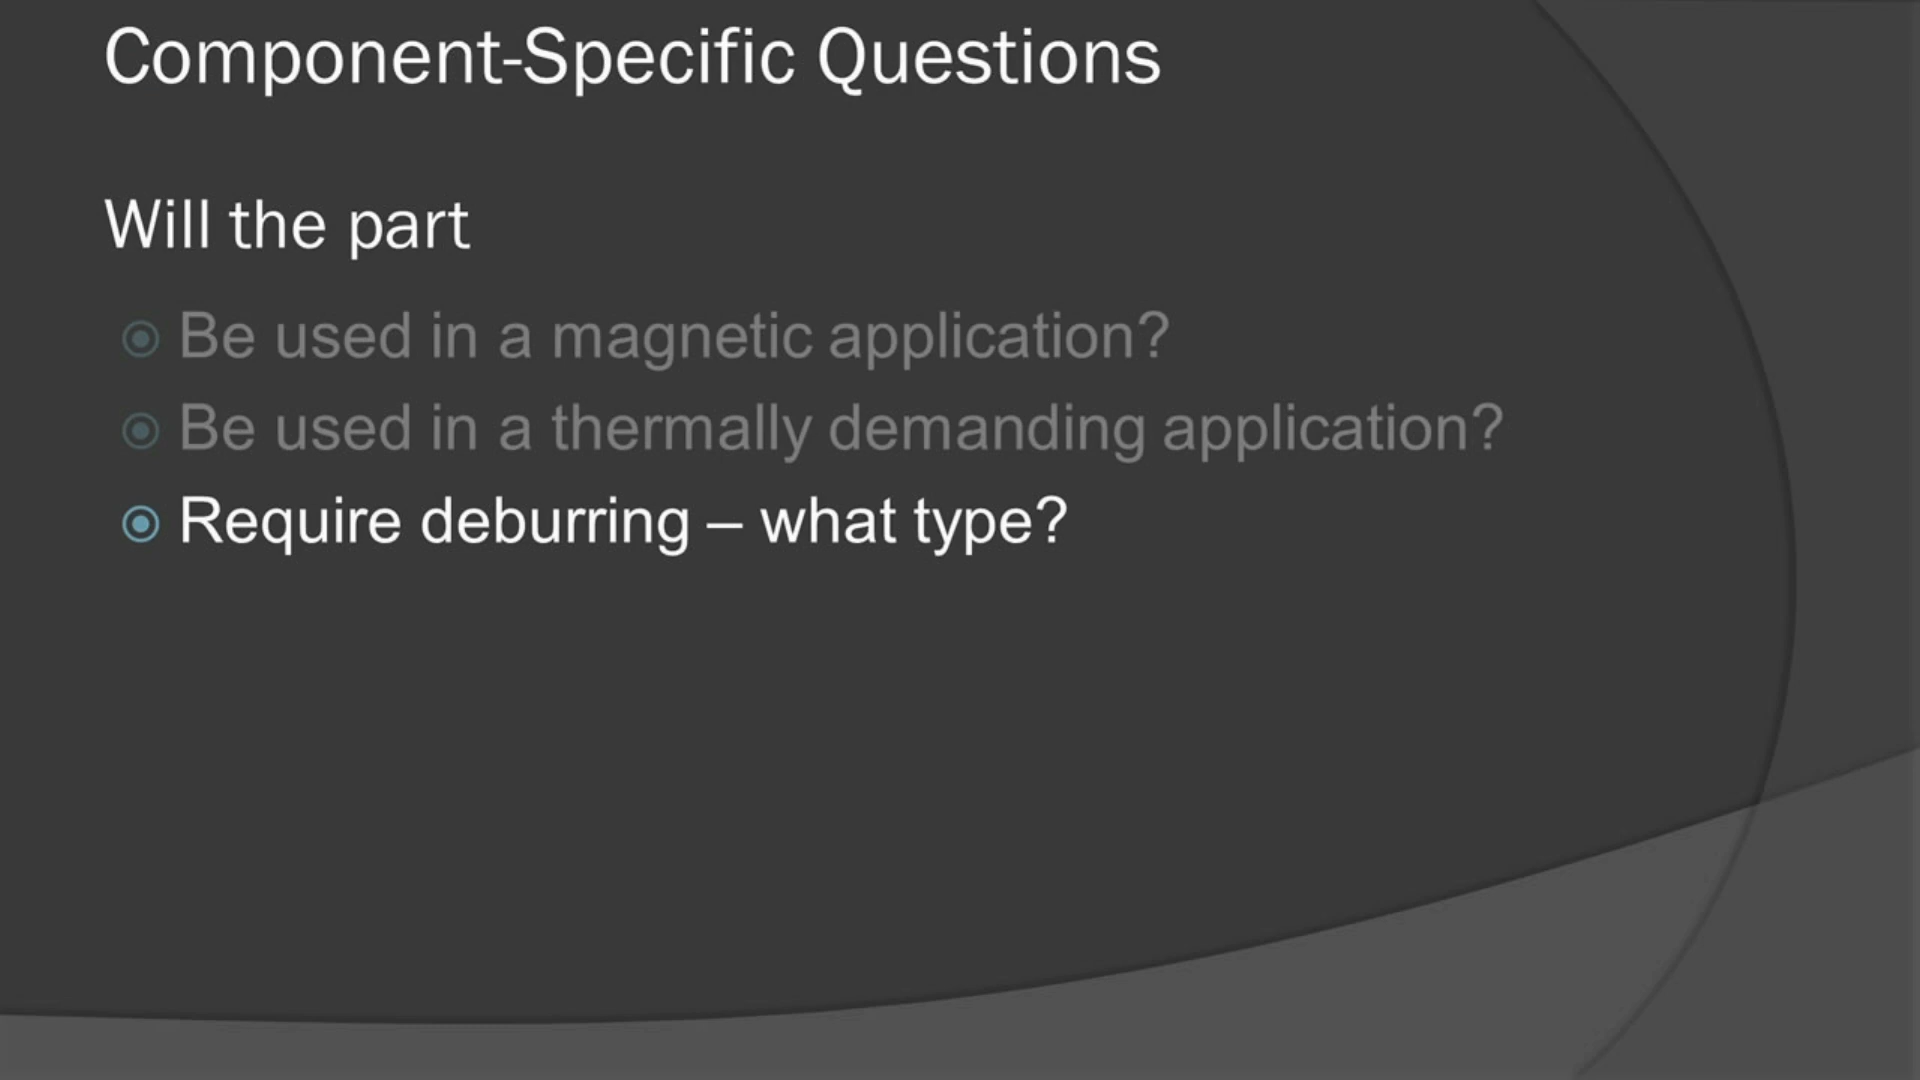 Component-Specific Questions
Will the part
Be used in a magnetic application?
Be used in a thermally demanding application?
Require deburring – what type?